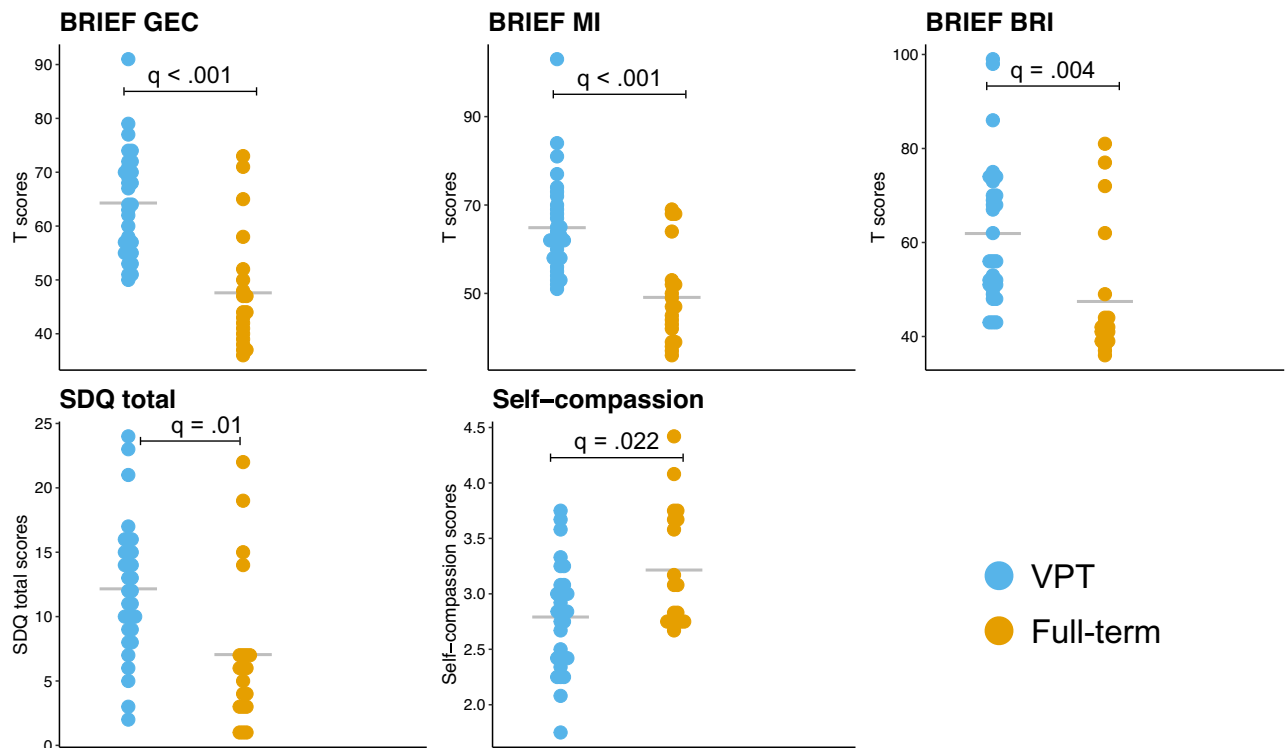 BRIEF GEC
q < .001
T scores
90
80
70
60
50
40
BRIEF MI
q < .001
T scores
90
70
50
BRIEF BRI
q = .004
T scores
100
80
60
40
SDQ total
q = .01
SDQ total scores
25
20
15
10
5
0
Self−compassion
q = .022
Self-compassion scores
4.5
4.0
3.5
3.0
2.5
2.0
VPT
Full-term